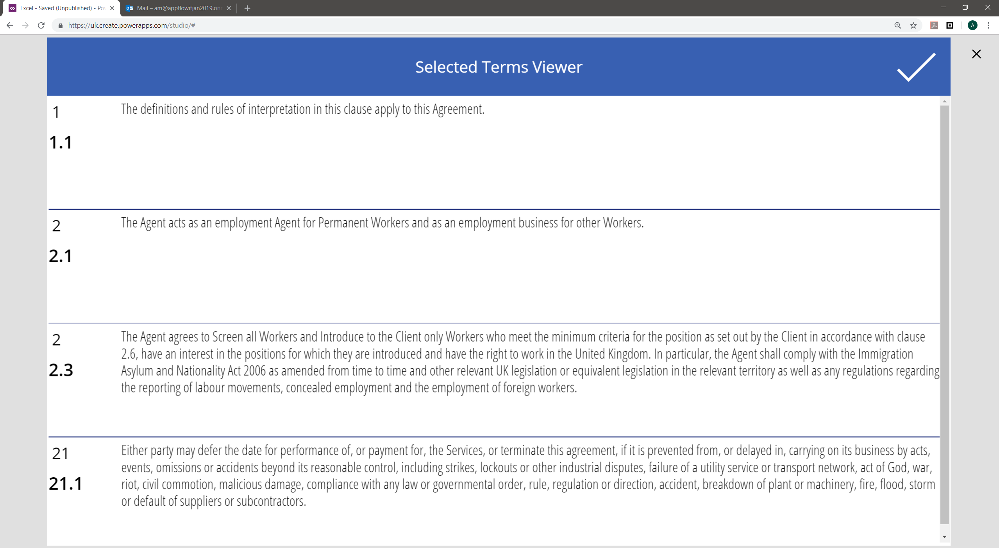 Excel - Saved (Unpublished) - Po
Mail – am@appflowitjan2019.on
https://uk.create.powerapps.com/studio/#
A
Selected Terms Viewer
1
The definitions and rules of interpretation in this clause apply to this Agreement.
1.1
2
The Agent acts as an employment Agent for Permanent Workers and as an employment business for other Workers.
2.1
2
The Agent agrees to Screen all Workers and Introduce to the Client only Workers who meet the minimum criteria for the position as set out by the Client in accordance with clause
2.6, have an interest in the positions for which they are introduced and have the right to work in the United Kingdom. In particular, the Agent shall comply with the Immigration
2.3
Asylum and Nationality Act 2006 as amended from time to time and other relevant UK legislation or equivalent legislation in the relevant territory as well as any regulations regarding
the reporting of labour movements, concealed employment and the employment of foreign workers.
21
Either party may defer the date for performance of, or payment for, the Services, or terminate this agreement, if it is prevented from, or delayed in, carrying on its business by acts,
events, omissions or accidents beyond its reasonable control, including strikes, lockouts or other industrial disputes, failure of a utility service or transport network, act of God, war,
21.1
riot, civil commotion, malicious damage, compliance with any law or governmental order, rule, regulation or direction, accident, breakdown of plant or machinery, fire, flood, storm
or default of suppliers or subcontractors.